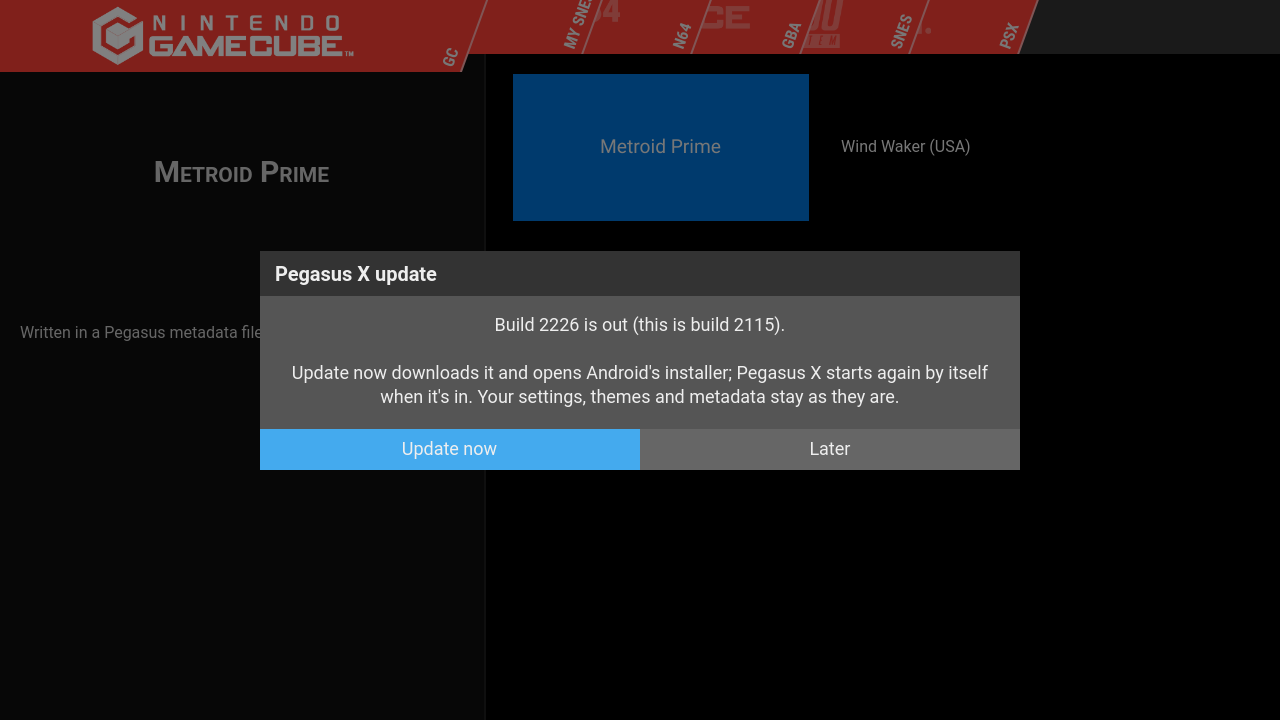 NINTENDO
GAMECUBE™
GC
MY SNES
N64
GBA
SNES
PSX
Metroid Prime
Metroid Prime
Wind Waker (USA)
Written in a Pegasus metadata file
Pegasus X update
Build 2226 is out (this is build 2115).
Update now downloads it and opens Android's installer; Pegasus X starts again by itself
when it's in. Your settings, themes and metadata stay as they are.
Update now
Later